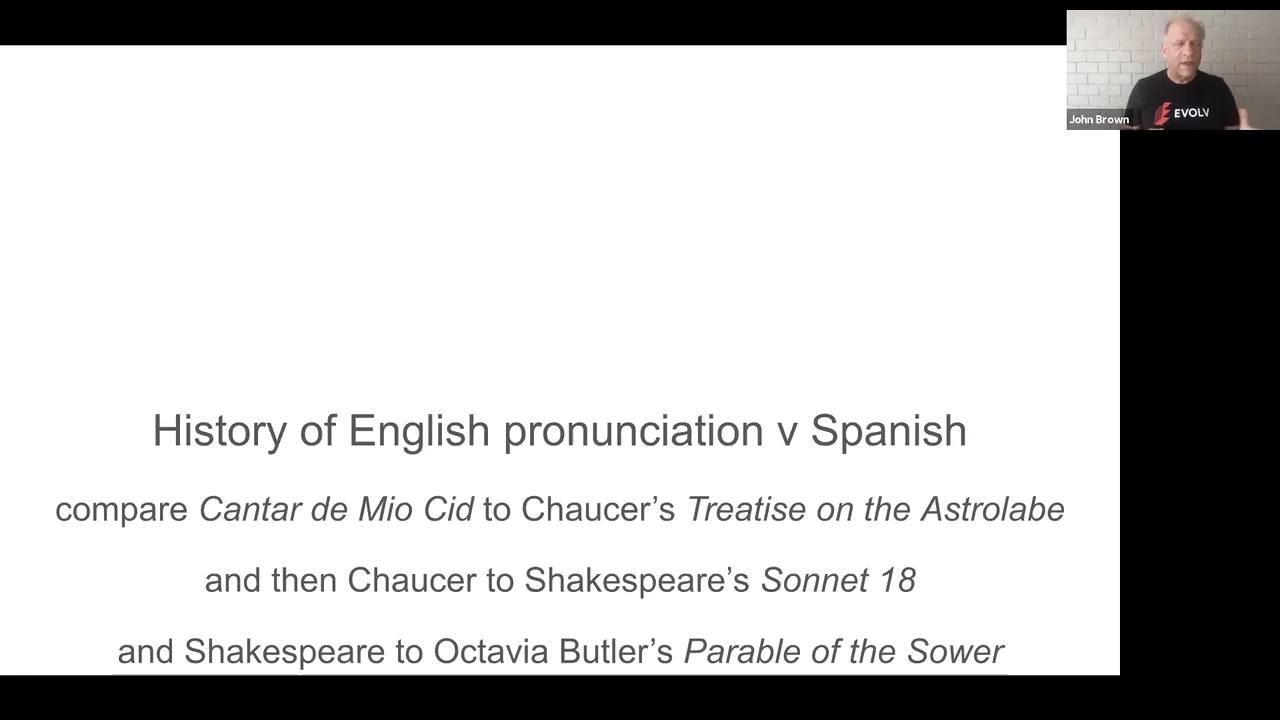 EVOLV
John Brown
History of English pronunciation v Spanish
compare Cantar de Mio Cid to Chaucer’s Treatise on the Astrolabe
and then Chaucer to Shakespeare’s Sonnet 18
and Shakespeare to Octavia Butler’s Parable of the Sower